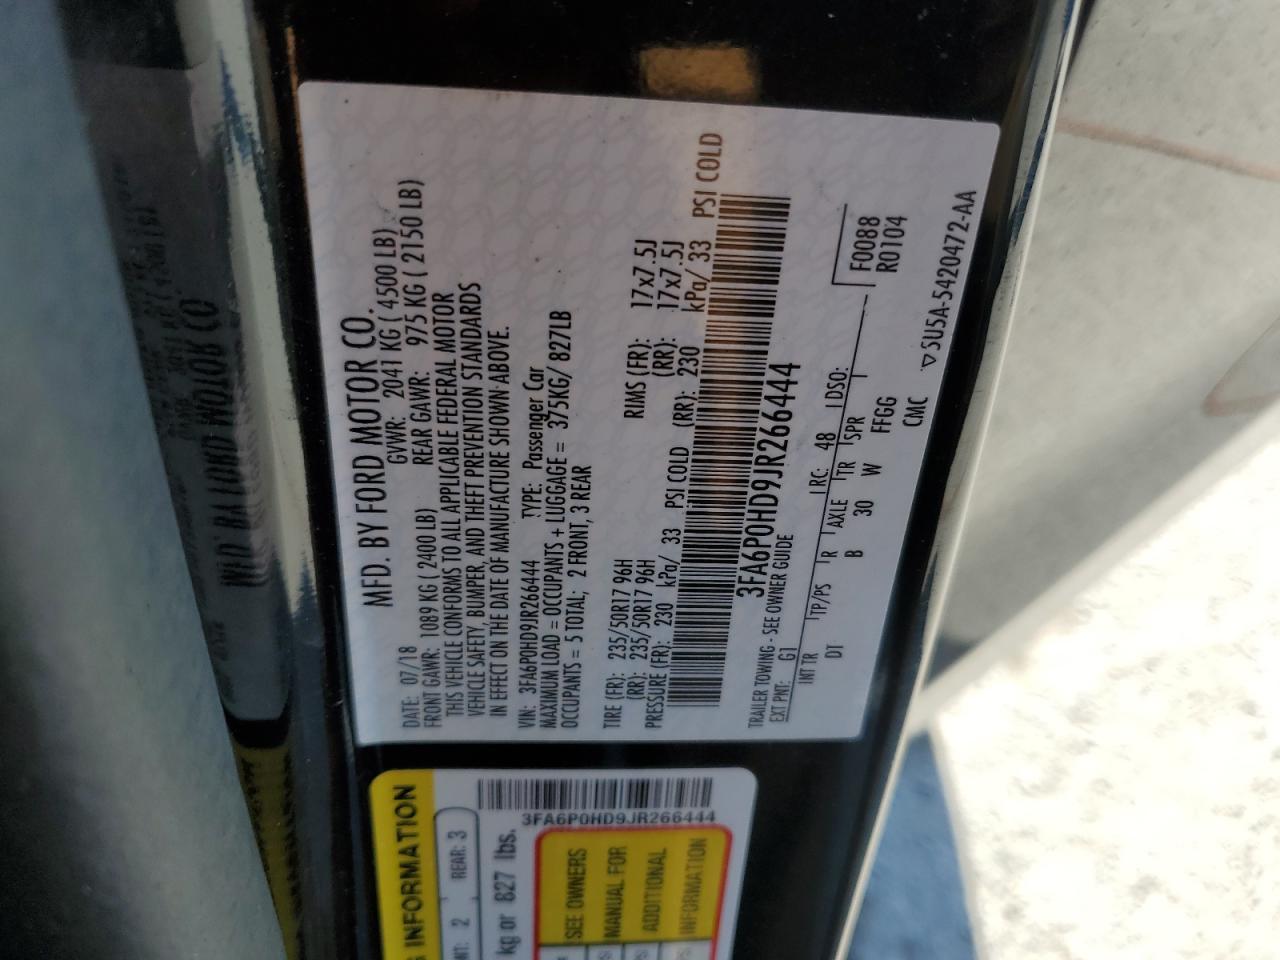 MFD. BY FORD MOTOR CO.
DATE: 07/18 GVWR: 2041 KG ( 4500 LB)
FRONT GAWR: 1089 KG ( 2400 LB) REAR GAWR: 975 KG ( 2150 LB)
THIS VEHICLE CONFORMS TO ALL APPLICABLE FEDERAL MOTOR
VEHICLE SAFETY, BUMPER, AND THEFT PREVENTION STANDARDS
IN EFFECT ON THE DATE OF MANUFACTURE SHOWN ABOVE.
VIN: 3FA6P0HD9JR266444 TYPE: Passenger Car
MAXIMUM LOAD = OCCUPANTS + LUGGAGE = 375KG/ 827LB
OCCUPANTS = 5 TOTAL; 2 FRONT, 3 REAR
TIRE (FR): 235/50R17 96H RIMS (FR): 17x7.5J
(RR): 235/50R17 96H (RR): 17x7.5J
PRESSURE (FR): 230 kPa/ 33 PSI COLD (RR): 230 kPa/ 33 PSI COLD
3FA6P0HD9JR266444
TRAILER TOWING - SEE OWNER GUIDE
EXT PNT: G1 RC: 48 DSO:
F0088
R0104
INT TR TP/PS R AXLE TR SPR
DT B 30 W FFGG
CMC
▽ 5U5A-5420472-AA
INFORMATION
2 REAR: 3
kg or 827 lbs.
3FA6P0HD9JR266444
SEE OWNERS
MANUAL FOR
ADDITIONAL
INFORMATION